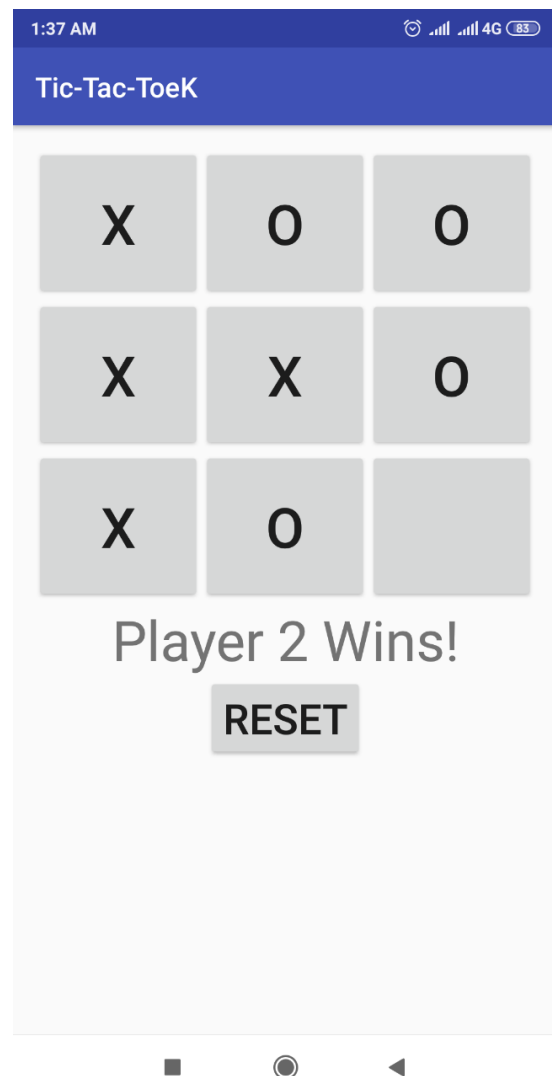 1:37 AM 4G 83
Tic-Tac-ToeK
X O O
X X O
X O
Player 2 Wins!
RESET